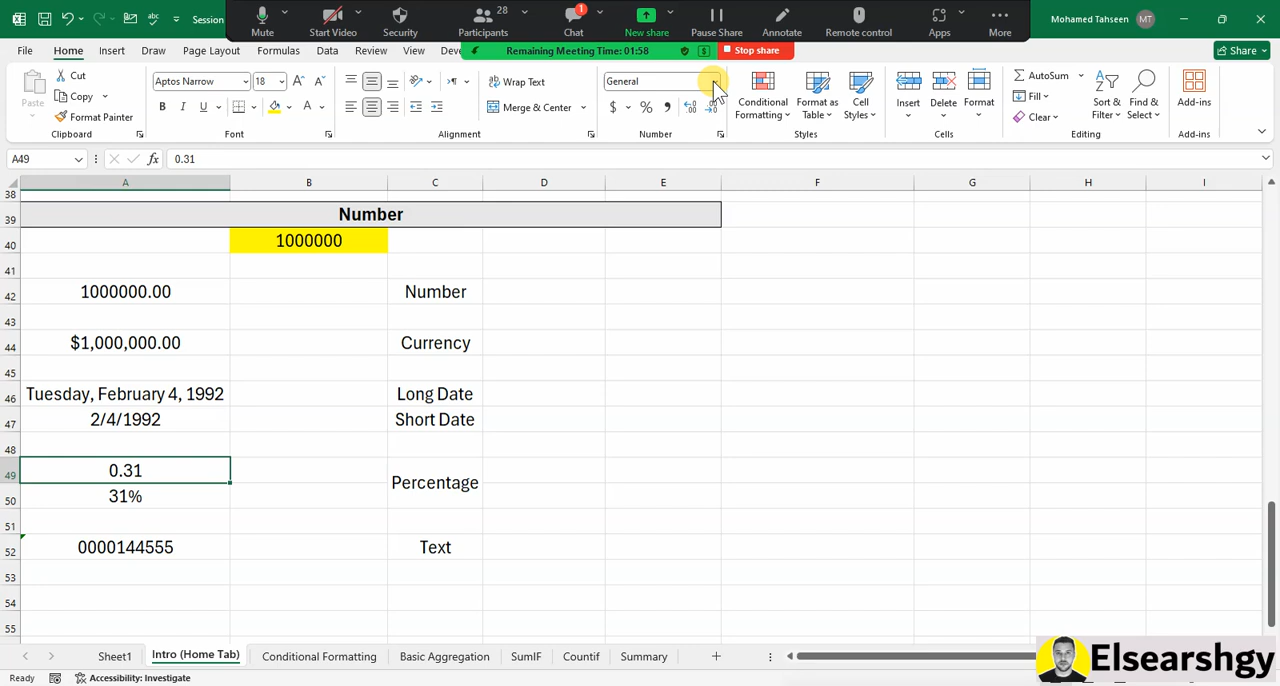 Session
Mute
Start Video
Security
28
Participants
1
Chat
New share
Pause Share
Annotate
Remote control
Apps
More
Mohamed Tahseen
MT
File
Home
Insert
Draw
Page Layout
Formulas
Data
Review
View
Remaining Meeting Time: 01:58
Stop share
Share
Paste
Cut
Copy
Format Painter
Clipboard
Aptos Narrow
18
B I U
Font
Wrap Text
Merge & Center
Alignment
General
$ % ,
Number
Conditional Formatting
Format as Table
Cell Styles
Styles
Insert
Delete
Format
Cells
AutoSum
Fill
Clear
Sort & Filter
Find & Select
Editing
Add-ins
Add-ins
A49
fx
0.31
A B C D E F G H I
38
39 Number
40 1000000
41
42 1000000.00 Number
43
44 $1,000,000.00 Currency
45
46 Tuesday, February 4, 1992 Long Date
47 2/4/1992 Short Date
48
49 0.31 Percentage
50 31%
51
52 0000144555 Text
53
54
55
Sheet1
Intro (Home Tab)
Basic Aggregation
SumIF
Countif
Summary
Ready
Accessibility: Investigate
Elsearshgy